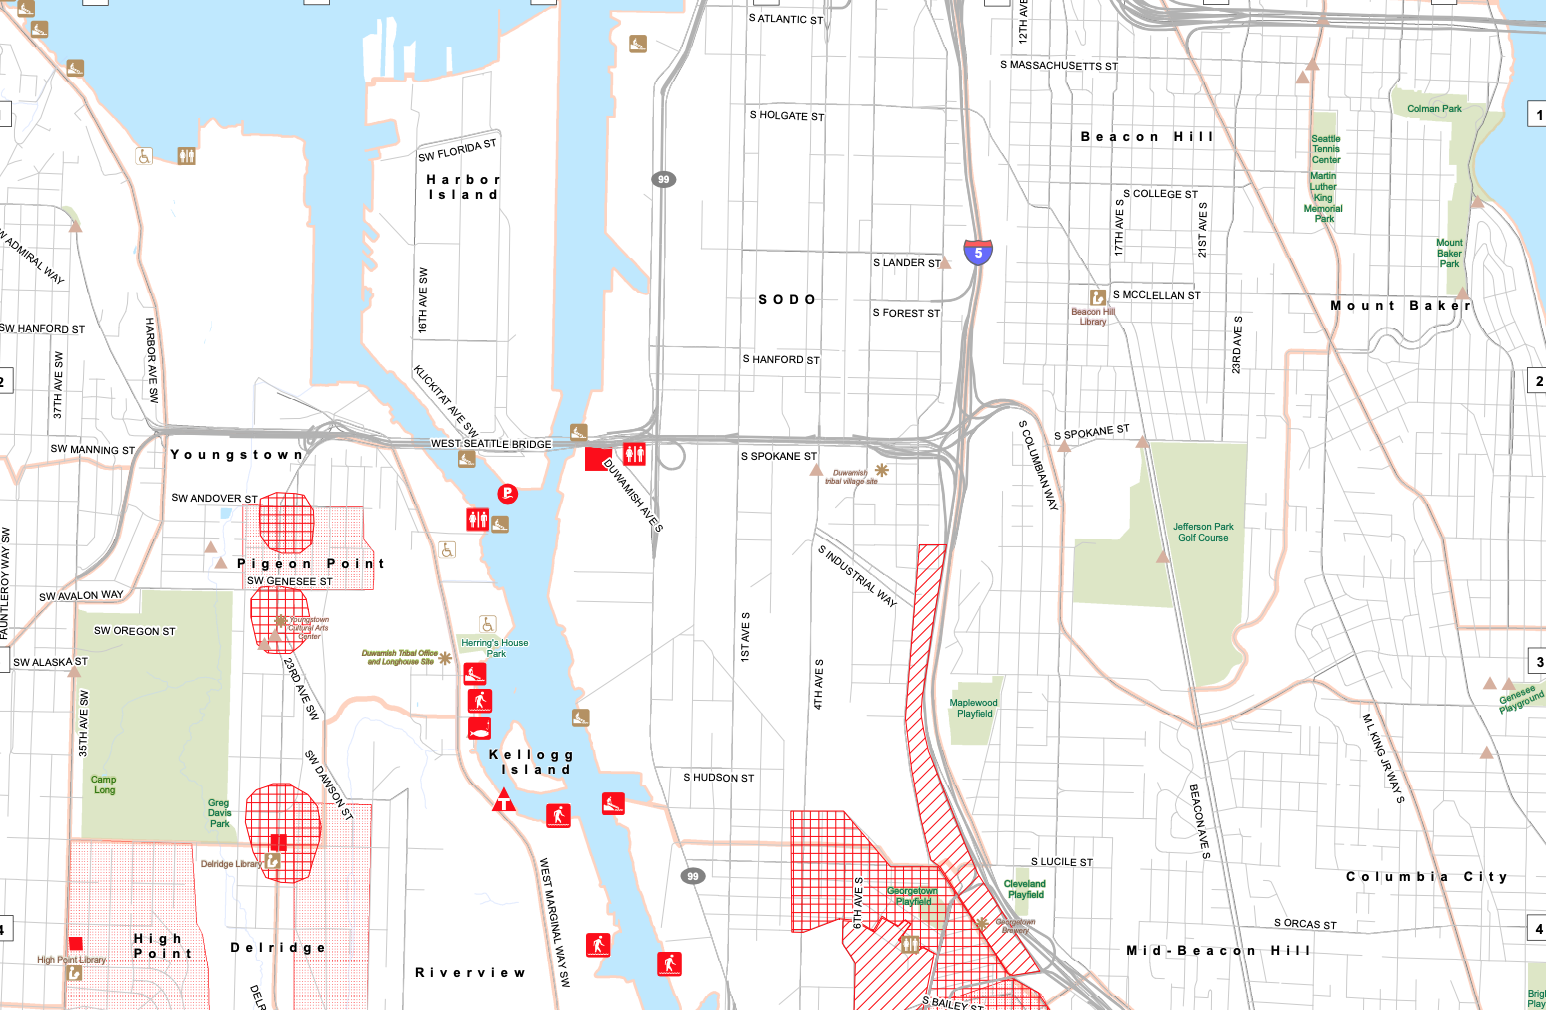 S ATLANTIC ST
12TH AVE
S MASSACHUSETTS ST
Colman Park
1
S HOLGATE ST
Beacon Hill
SW FLORIDA ST
Seattle
Tennis
Center
Harbor
Island
99
Martin
Luther
King
Memorial
Park
S COLLEGE ST
17TH AVE S
21ST AVE S
SW ADMIRAL WAY
5
S LANDER ST
Mount
Baker
Park
16TH AVE SW
SODO
S MCCLELLAN ST
Beacon Hill
Library
Mount Baker
S FOREST ST
SW HANFORD ST
HARBOR AVE SW
23RD AVE S
S HANFORD ST
37TH AVE SW
KLICKITAT AVE SW
2
2
WEST SEATTLE BRIDGE
SW MANNING ST
Youngstown
S SPOKANE ST
S SPOKANE ST
S COLUMBIAN WAY
Duwamish
tribal village site
DUWAMISH AVE S
P
SW ANDOVER ST
Jefferson Park
Golf Course
FAUNTLEROY WAY SW
Pigeon Point
S INDUSTRIAL WAY
SW GENESEE ST
SW AVALON WAY
Youngstown
Cultural Arts
Center
SW OREGON ST
1ST AVE S
Herring's House
Park
Duwamish Tribal Office
and Longhouse Site
SW ALASKA ST
3
23RD AVE SW
4TH AVE S
35TH AVE SW
Maplewood
Playfield
Genesee
Playground
M L KING JR WAY S
Kellogg
Island
SW DAWSON ST
S HUDSON ST
Camp
Long
BEACON AVE S
Greg
Davis
Park
T
Delridge Library
S LUCILE ST
WEST MARGINAL WAY SW
99
6TH AVE S
Georgetown
Playfield
Cleveland
Playfield
Columbia City
Georgetown
Brewery
S ORCAS ST
4
4
High
Point
Delridge
Mid-Beacon Hill
High Point Library
Riverview
DELR
S BAILEY ST
Brig
Play